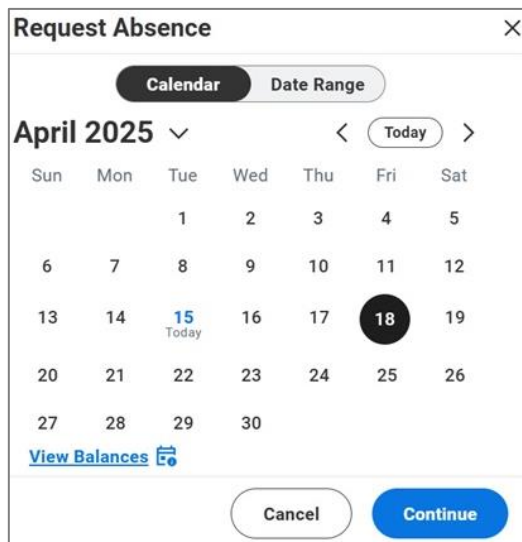 Request Absence
Calendar Date Range
April 2025 Today
Sun Mon Tue Wed Thu Fri Sat
1 2 3 4 5
6 7 8 9 10 11 12
13 14 15 16 17 18 19
Today
20 21 22 23 24 25 26
27 28 29 30
View Balances
Cancel Continue